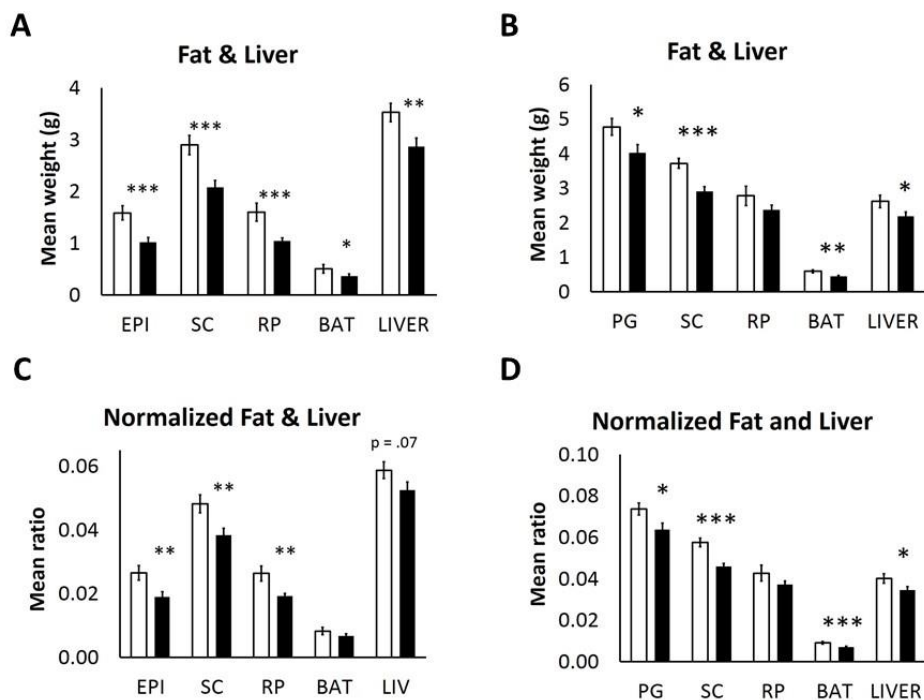 A
Fat & Liver
Mean weight (g)
4
3
2
1
0
***
***
***
*
**
EPI SC RP BAT LIVER
B
Fat & Liver
Mean weight (g)
6
5
4
3
2
1
0
*
***
**
*
PG SC RP BAT LIVER
C
Normalized Fat & Liver
Mean ratio
0.06
0.04
0.02
0.00
**
**
**
p = .07
EPI SC RP BAT LIV
D
Normalized Fat and Liver
Mean ratio
0.10
0.08
0.06
0.04
0.02
0.00
*
***
***
*
PG SC RP BAT LIVER